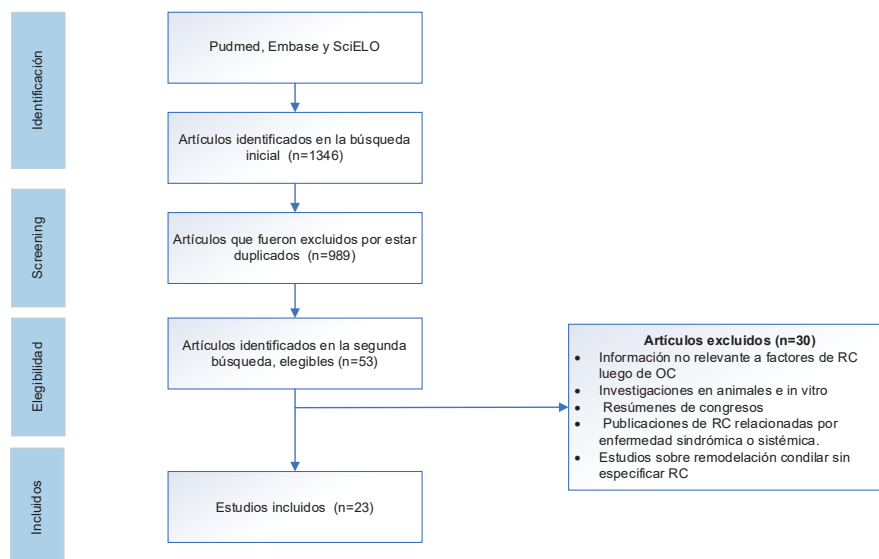 Identificación
Pudmed, Embase y SciELO
Artículos identificados en la búsqueda
inicial (n=1346)
Screening
Artículos que fueron excluidos por estar
duplicados (n=989)
Elegibilidad
Artículos identificados en la segunda
búsqueda, elegibles (n=53)
Artículos excluidos (n=30)
• Información no relevante a factores de RC
luego de OC
• Investigaciones en animales e in vitro
• Resúmenes de congresos
• Publicaciones de RC relacionadas por
enfermedad sindrómica o sistémica.
• Estudios sobre remodelación condilar sin
especificar RC
Incluidos
Estudios incluidos (n=23)